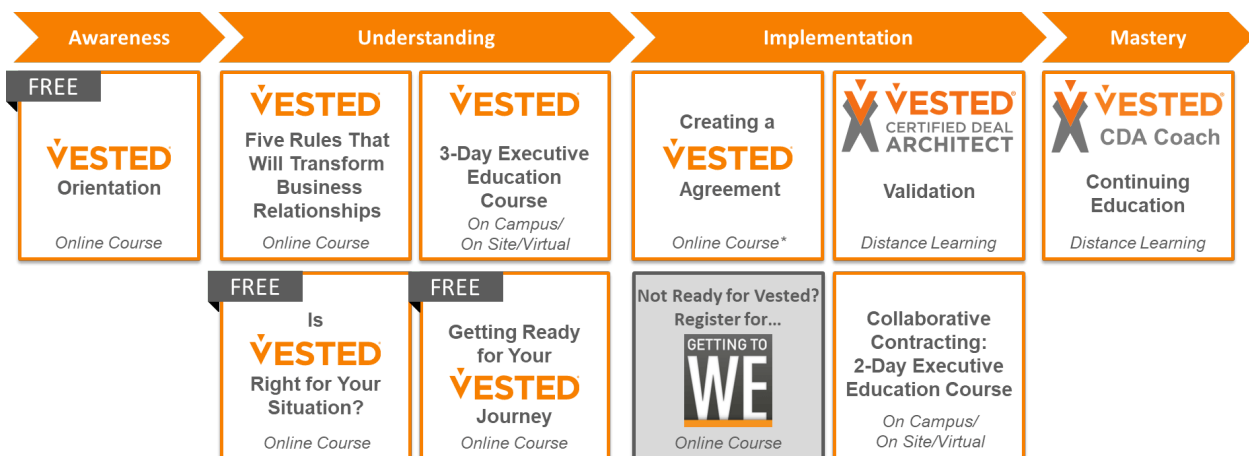 Awareness
Understanding
Implementation
Mastery
FREE
VESTED®
Orientation
Online Course
VESTED®
Five Rules That
Will Transform
Business
Relationships
Online Course
VESTED®
3-Day Executive
Education
Course
On Campus/
On Site/Virtual
Creating a
VESTED®
Agreement
Online Course*
VESTED®
CERTIFIED DEAL
ARCHITECT
Validation
Distance Learning
VESTED®
CDA Coach
Continuing
Education
Distance Learning
FREE
Is
VESTED®
Right for Your
Situation?
Online Course
FREE
Getting Ready
for Your
VESTED®
Journey
Online Course
Not Ready for Vested?
Register for...
GETTING TO
WE
Online Course
Collaborative
Contracting:
2-Day Executive
Education Course
On Campus/
On Site/Virtual